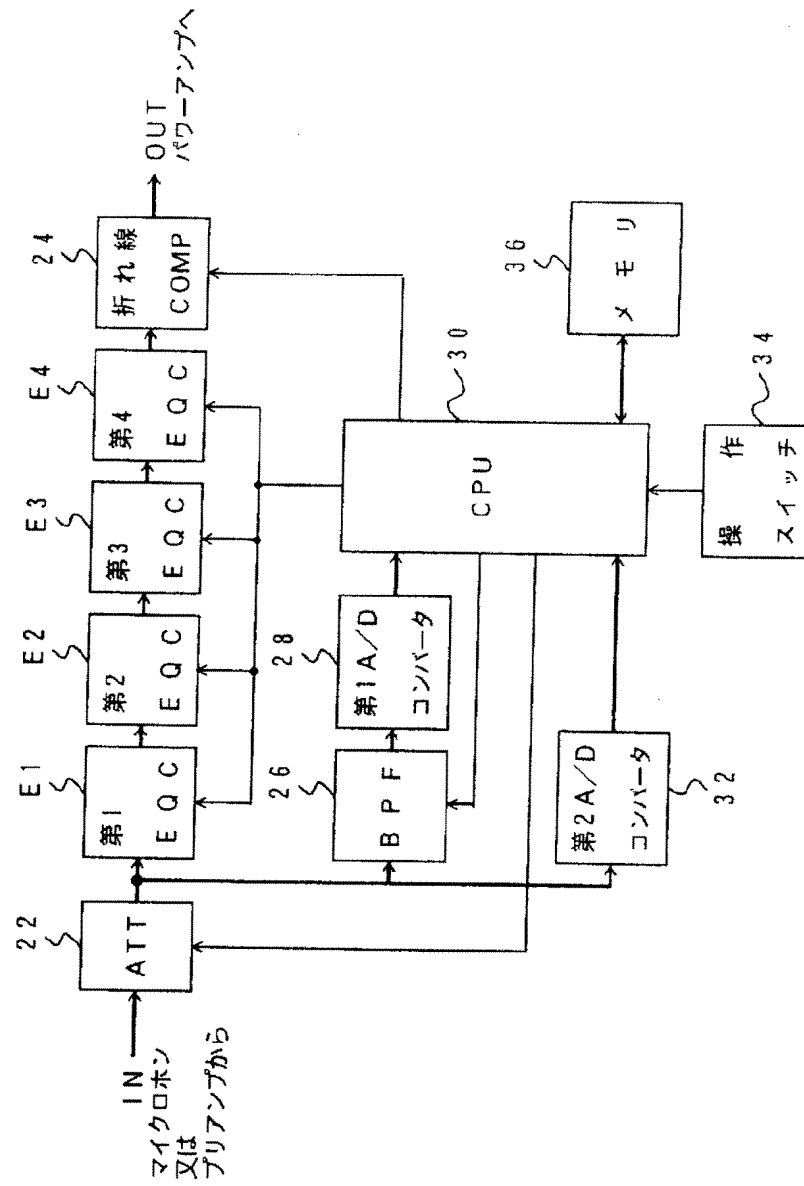 IN
マイクロホン
又は
プリアンプから
22
ATT
E1
第1
EQC
E2
第2
EQC
E3
第3
EQC
E4
第4
EQC
24
折れ線
COMP
OUT
パワーアンプへ
26
BPF
28
第1A/D
コンバータ
30
CPU
36
メモリ
第2A/D
コンバータ
32
34
操作
スイッチ